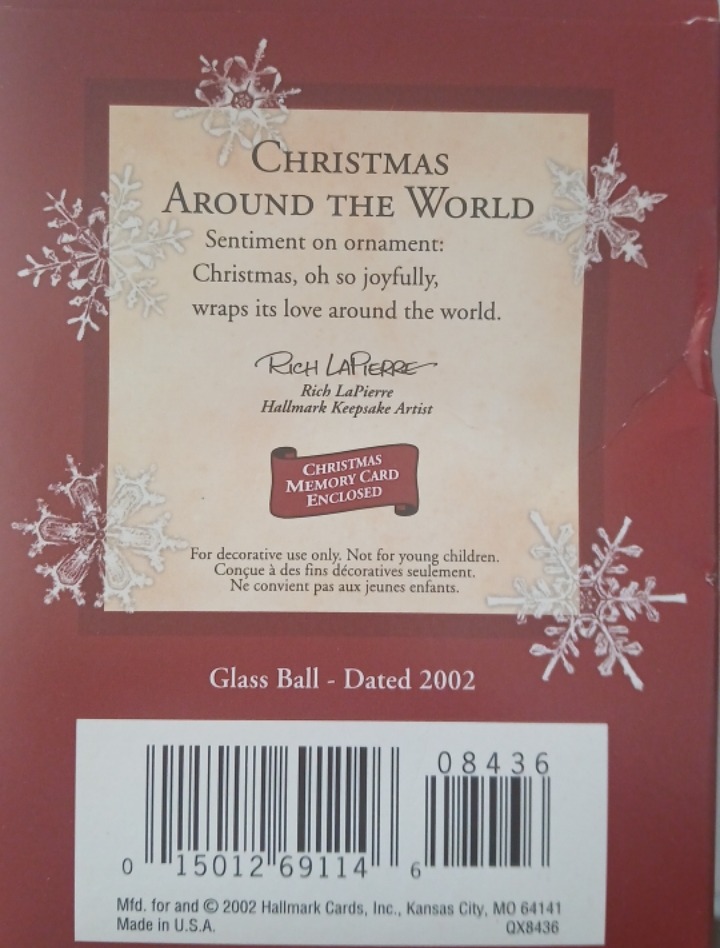 CHRISTMAS
AROUND THE WORLD
Sentiment on ornament:
Christmas, oh so joyfully,
wraps its love around the world.
RICH LAPIERRE
Rich LaPierre
Hallmark Keepsake Artist
CHRISTMAS
MEMORY CARD
ENCLOSED
For decorative use only. Not for young children.
Conçue à des fins décoratives seulement.
Ne convient pas aux jeunes enfants.
Glass Ball - Dated 2002
08436
0 15012 69114 6
Mfd. for and © 2002 Hallmark Cards, Inc., Kansas City, MO 64141
Made in U.S.A. QX8436